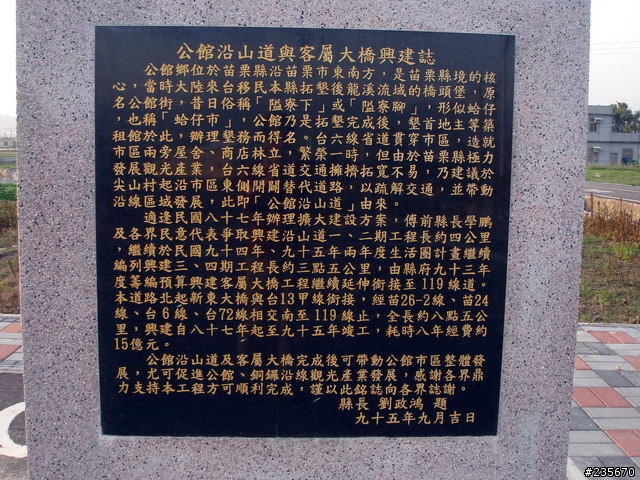 公館沿山道與客屬大橋興建誌
公館鄉位於苗栗縣沿苗栗市東南方，是苗栗縣境的核
心，當時大陸來台移民本縣拓墾後龍溪流域的橋頭堡，原
名公館街，昔日俗稱「隘寮下」或「隘寮腳」，形似蛤仔
，也稱「蛤仔市」，公館乃是拓墾完成後，墾首地主等築
租館於此，辦理墾務而得名。台六線省道貫穿市區，造就
市區兩旁屋舍、商店林立，繁榮一時，但由於苗栗縣極力
發展觀光產業，台六線省道交通擁擠拓寬不易，乃建議於
尖山村起沿市區東側開闢替代道路，以疏解交通，並帶動
沿線區域發展，此即「公館沿山道」由來。
適逢民國八十七年辦理擴大建設方案，傅前縣長學鵬
及各界民意代表爭取興建沿山道一、二期工程長約四公里
，繼續於民國九十四年、九十五年兩年度生活圈計畫繼續
編列興建三、四期工程長約三點五公里，由縣府九十三年
度籌編預算興建客屬大橋工程繼續延伸銜接至119線道。
本道路北起新東大橋與台13甲線銜接，經苗26-2線、苗24
線、台6線、台72線相交南至119線止，全長約八點五公
里，興建自八十七年起至九十五年竣工，耗時八年經費約
15億元。
公館沿山道及客屬大橋完成後可帶動公館市區整體發
展，尤可促進公館、銅鑼沿線觀光產業發展，感謝各界鼎
力支持本工程方可順利完成，謹以此銘誌向各界誌謝。
縣長 劉政鴻 題
九十五年九月吉日
#235670